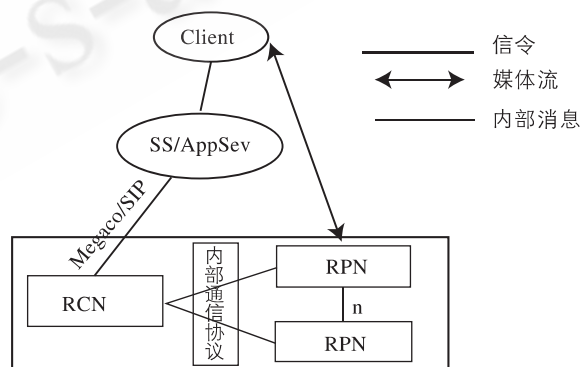 Client
信令
媒体流
SS/AppSev
内部消息
Megaco/SIP
内部通信协议
RPN
RCN
n
RPN